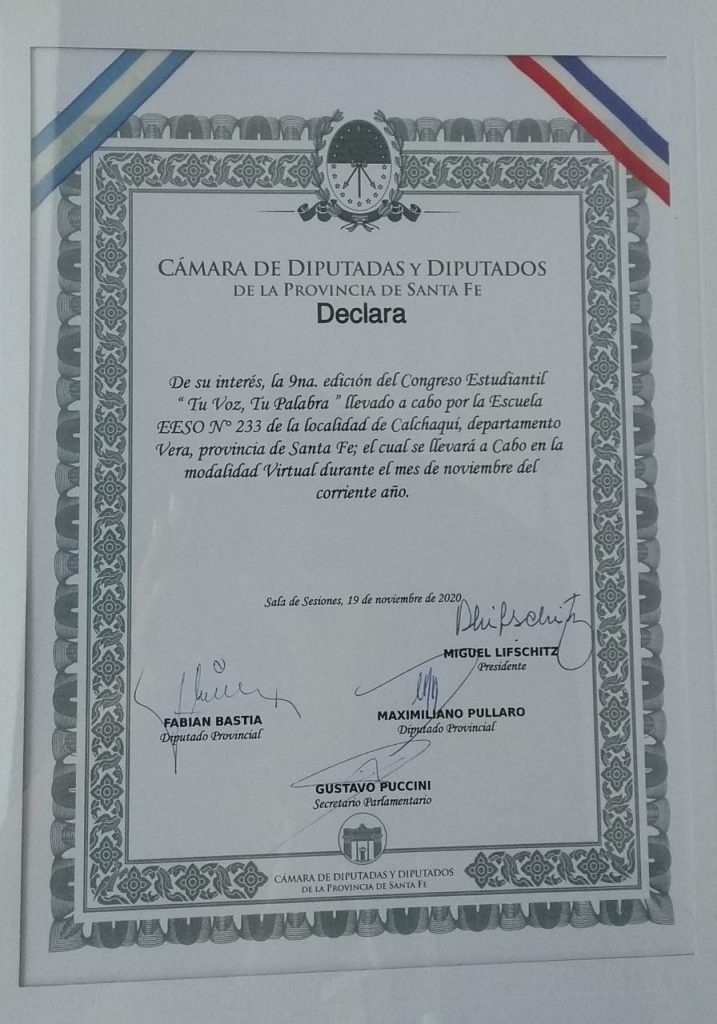 CÁMARA DE DIPUTADAS Y DIPUTADOS
DE LA PROVINCIA DE SANTA FE
Declara
De su interés, la 9na. edición del Congreso Estudiantil
“ Tu Voz, Tu Palabra ” llevado a cabo por la Escuela
EESO Nº 233 de la localidad de Calchaquí, departamento
Vera, provincia de Santa Fe; el cual se llevará a Cabo en la
modalidad Virtual durante el mes de noviembre del
corriente año.
Sala de Sesiones, 19 de noviembre de 2020
MIGUEL LIFSCHITZ
Presidente
FABIAN BASTIA
Diputado Provincial
MAXIMILIANO PULLARO
Diputado Provincial
GUSTAVO PUCCINI
Secretario Parlamentario
CÁMARA DE DIPUTADAS Y DIPUTADOS
DE LA PROVINCIA DE SANTA FE